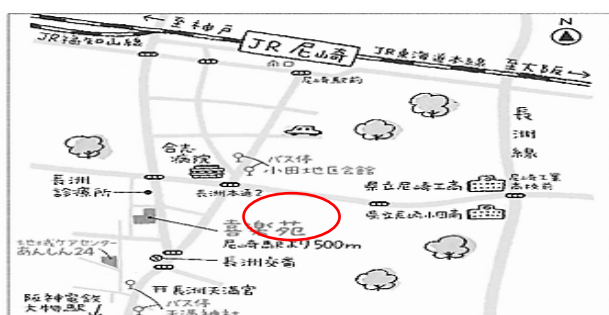 N
至神戸
JR福知山線
JR尼崎
JR東海道本線
至大阪
南口
尼崎駅前
長洲線
合志病院
バス停
小田地区会館
長洲診療所
長洲本通2
県立尼崎工高
尼崎工業高校前
県立尼崎小田高
喜楽苑
尼崎駅より500m
地域ケアセンター
あんしん24
長洲交番
長洲天満宮
阪神電鉄
大物駅
バス停
天満神社